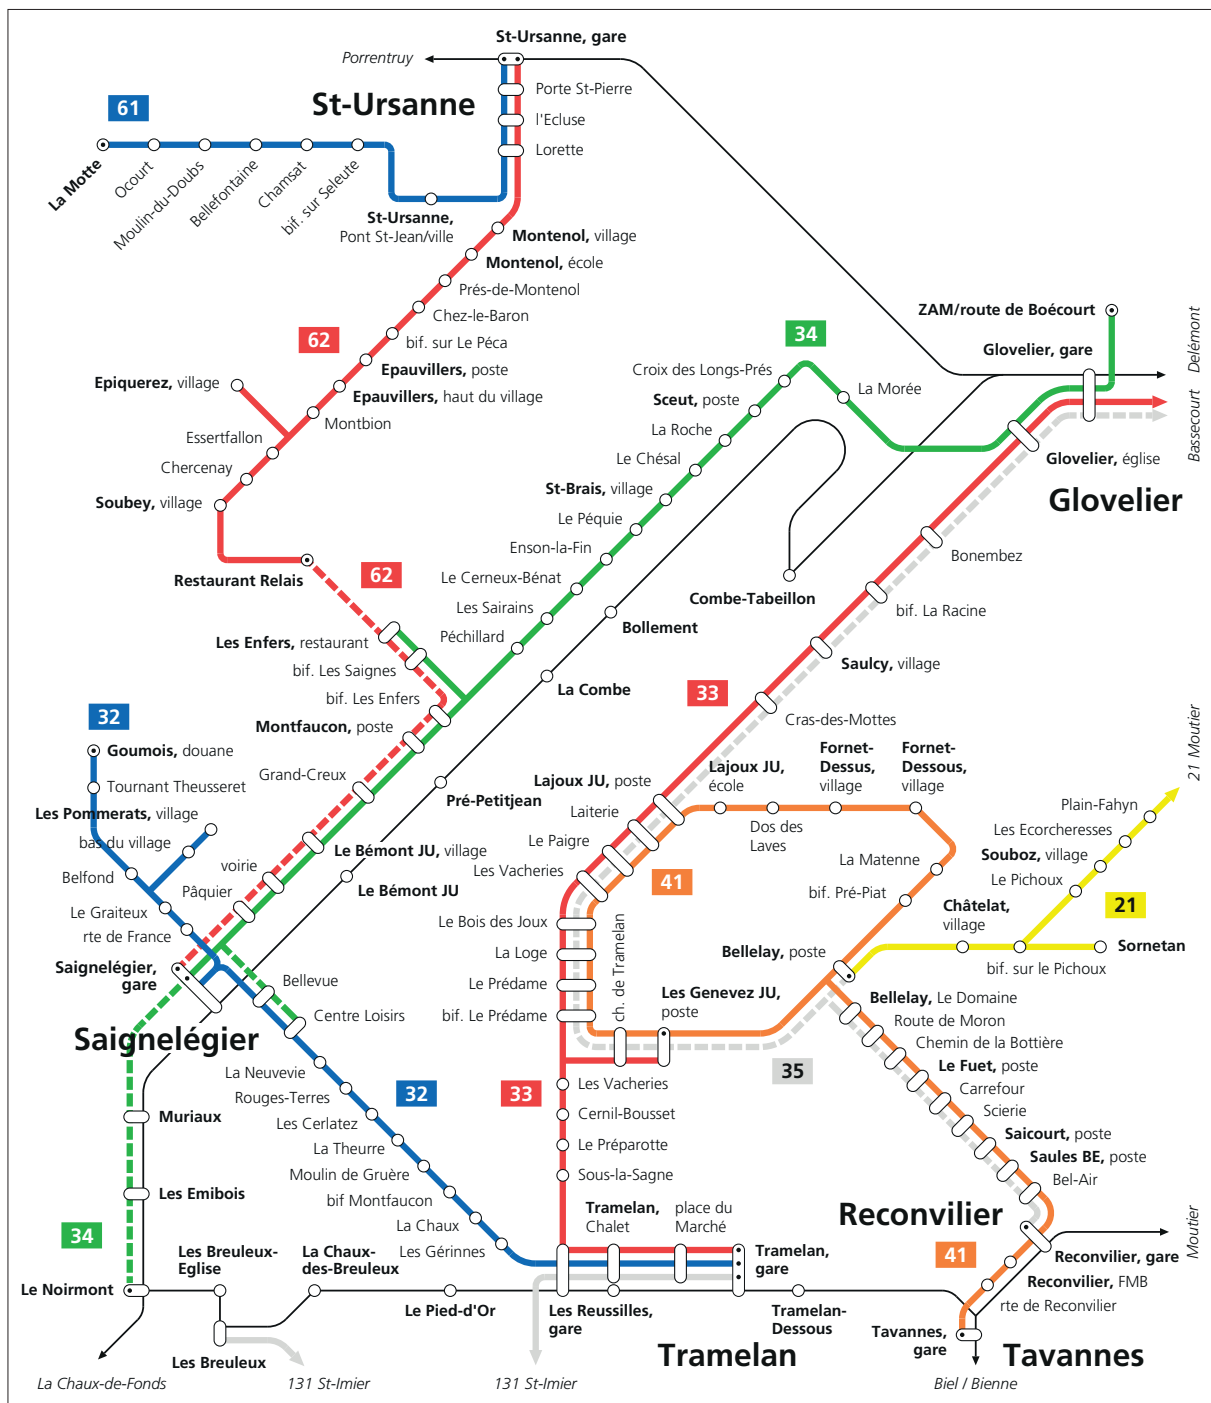 St-Ursanne, gare
Porrentruy
Porte St-Pierre
St-Ursanne
61
l'Ecluse
Lorette
La Motte
Ocourt
Moulin-du-Doubs
Bellefontaine
Chamsat
bif. sur Seleute
St-Ursanne,
Pont St-Jean/ville
Montenol, village
Montenol, école
Prés-de-Montenol
Chez-le-Baron
bif. sur Le Péca
62
Epauvillers, poste
Epauvillers, haut du village
Montbion
Epiquerez, village
Essertfallon
Chercenay
Soubey, village
Restaurant Relais
62
ZAM/route de Boécourt
Glovelier, gare
Delémont
Bassecourt
34
Croix des Longs-Prés
La Morée
Sceut, poste
La Roche
Le Chésal
St-Brais, village
Le Péquie
Enson-la-Fin
Le Cerneux-Bénat
Les Sairains
Péchillard
Glovelier, église
Glovelier
Bonembez
bif. La Racine
Saulcy, village
Cras-des-Mottes
33
Combe-Tabeillon
Bollement
La Combe
Pré-Petitjean
Le Bémont JU
Les Enfers, restaurant
bif. Les Saignes
bif. Les Enfers
Montfaucon, poste
Grand-Creux
Le Bémont JU, village
voirie
Pâquier
32
Goumois, douane
Tournant Theusseret
Les Pommerats, village
bas du village
Belfond
Le Graiteux
rte de France
Saignelégier,
gare
Saignelégier
Bellevue
Centre Loisirs
La Neuvevie
Rouges-Terres
Les Cerlatez
La Theurre
Moulin de Gruère
bif Montfaucon
La Chaux
Les Gérinnes
32
Lajoux JU, poste
Laiterie
Le Paigre
Les Vacheries
Le Bois des Joux
La Loge
Le Prédame
bif. Le Prédame
41
Lajoux JU,
école
Dos des
Laves
Fornet-
Dessus,
village
Fornet-
Dessous,
village
La Matenne
bif. Pré-Piat
Bellelay, poste
ch. de Tramelan
Les Genevez JU,
poste
35
21 Moutier
Plain-Fahyn
Les Ecorcheresses
Souboz, village
Le Pichoux
21
Châtelat,
village
Sornetan
bif. sur le Pichoux
Bellelay, Le Domaine
Route de Moron
Chemin de la Bottière
Le Fuet, poste
Carrefour
Scierie
Saicourt, poste
Saules BE, poste
Bel-Air
33
Les Vacheries
Cernil-Bousset
Le Préparotte
Sous-la-Sagne
Tramelan,
Chalet
place du
Marché
Tramelan,
gare
Reconvilier
Moutier
41
Reconvilier, gare
Reconvilier, FMB
rte de Reconvilier
Tavannes,
gare
Tavannes
Biel / Bienne
Muriaux
Les Emibois
34
Le Noirmont
Les Breuleux-
Eglise
La Chaux-
des-Breuleux
Le Pied-d'Or
Les Reussilles,
gare
Tramelan-
Dessous
Tramelan
Les Breuleux
La Chaux-de-Fonds
131 St-Imier
131 St-Imier